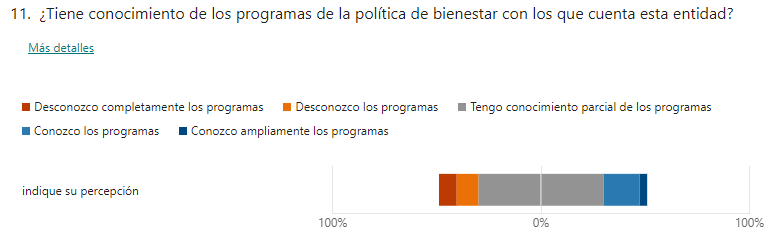 11. ¿Tiene conocimiento de los programas de la política de bienestar con los que cuenta esta entidad?
Más detalles
Desconozco completamente los programas Desconozco los programas Tengo conocimiento parcial de los programas
Conozco los programas Conozco ampliamente los programas
indique su percepción
100% 0% 100%